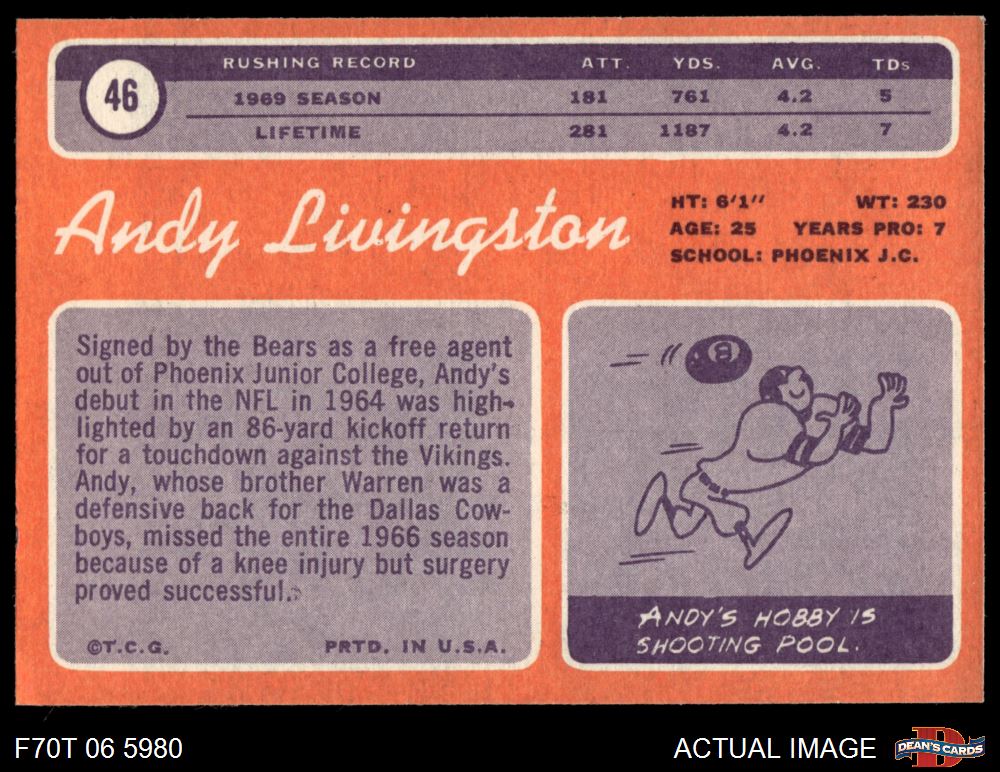 46
RUSHING RECORD ATT. YDS. AVG. TDs
1969 SEASON 181 761 4.2 5
LIFETIME 281 1187 4.2 7
Andy Livingston
HT: 6'1" WT: 230
AGE: 25 YEARS PRO: 7
SCHOOL: PHOENIX J.C.
Signed by the Bears as a free agent
out of Phoenix Junior College, Andy's
debut in the NFL in 1964 was high-
lighted by an 86-yard kickoff return
for a touchdown against the Vikings.
Andy, whose brother Warren was a
defensive back for the Dallas Cow-
boys, missed the entire 1966 season
because of a knee injury but surgery
proved successful.
©T.C.G. PRTD. IN U.S.A.
8
ANDY'S HOBBY IS
SHOOTING POOL.
F70T 06 5980
ACTUAL IMAGE
D
DEAN'S CARDS